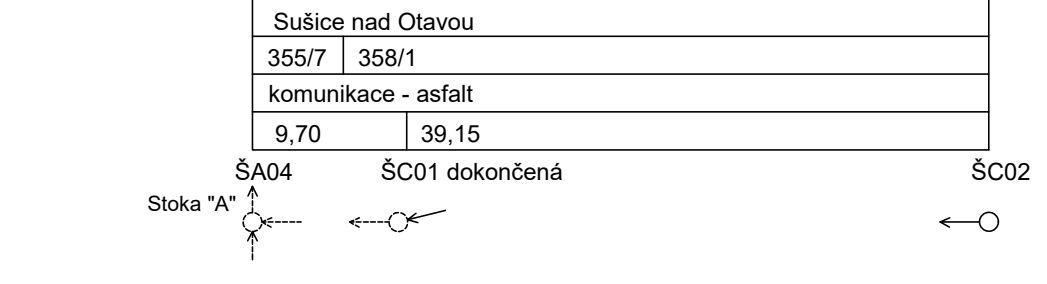 Sušice nad Otavou
355/7 358/1
komunikace - asfalt
9,70 39,15
ŠA04 ŠC01 dokončená ŠC02
Stoka "A"